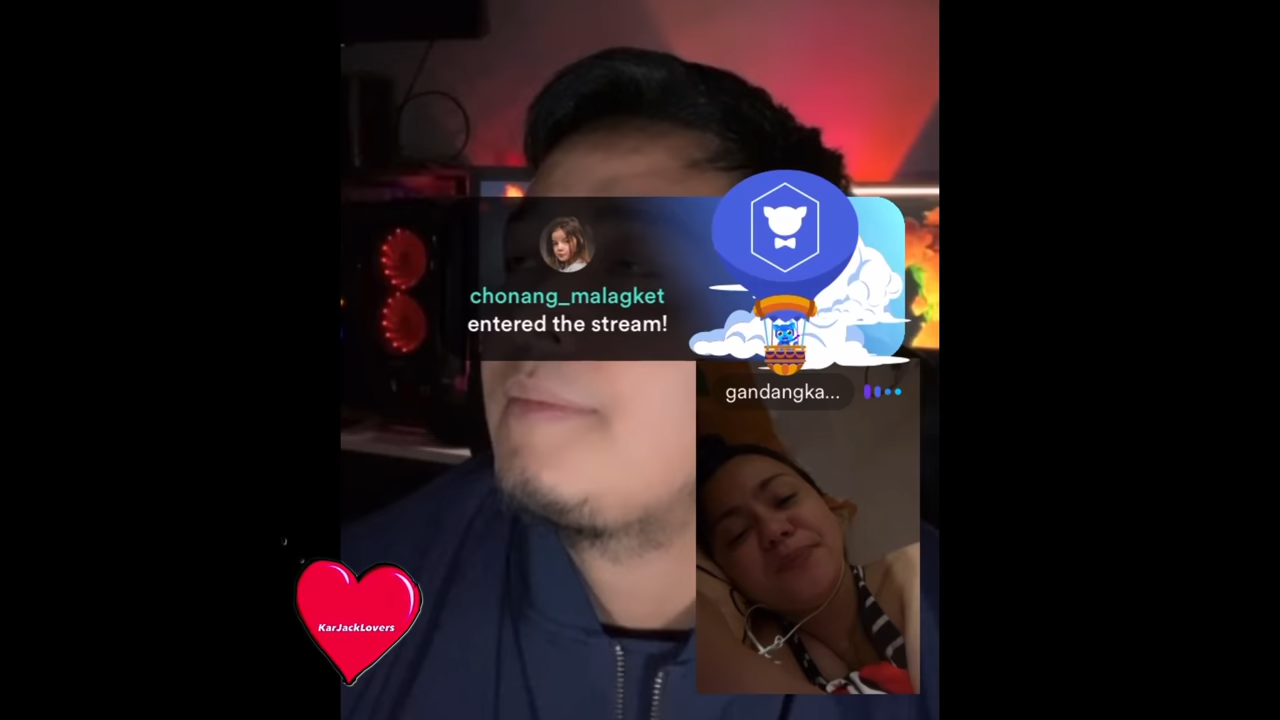 chonang_malagket
entered the stream!
gandangka...
KarJackLovers